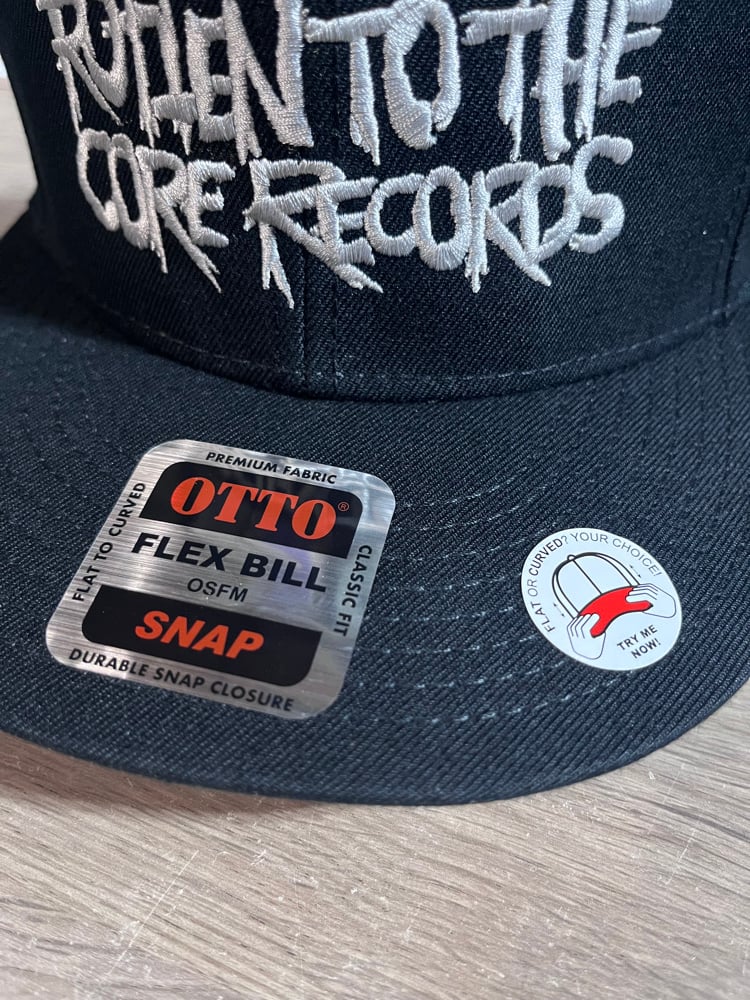 ROTTEN TO THE
CORE RECORDS
PREMIUM FABRIC
OTTO®
FLEX BILL
OSFM
SNAP
DURABLE SNAP CLOSURE
FLAT TO CURVED
CLASSIC FIT
FLAT OR CURVED? YOUR CHOICE!
TRY ME
NOW!